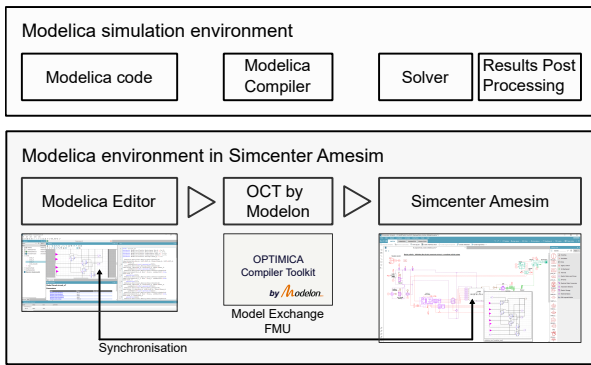 Modelica simulation environment
Modelica code
Modelica
Compiler
Solver
Results Post
Processing
Modelica environment in Simcenter Amesim
Modelica Editor
OCT by
Modelon
Simcenter Amesim
OPTIMICA
Compiler Toolkit
by Modelon.
Model Exchange
FMU
Synchronisation